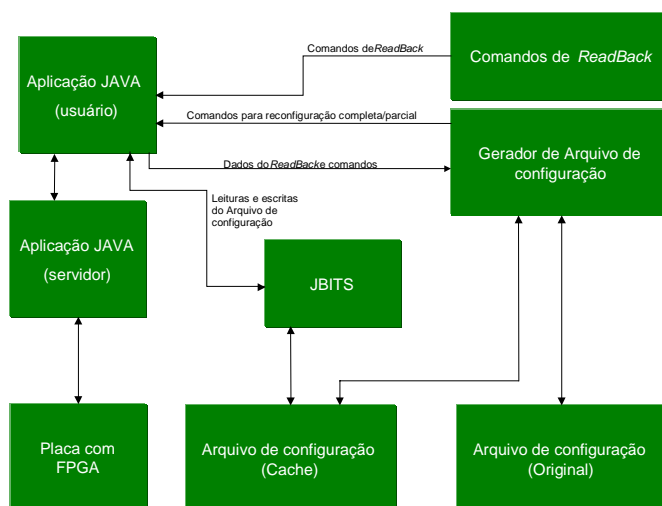 Comandos de ReadBack
Comandos de ReadBack
Aplicação JAVA
(usuário)
Comandos para reconfiguração completa/parcial
Gerador de Arquivo de
configuração
Dados do ReadBack e comandos
Leituras e escritas
do Arquivo de
configuração
Aplicação JAVA
(servidor)
JBITS
Placa com
FPGA
Arquivo de configuração
(Cache)
Arquivo de configuração
(Original)